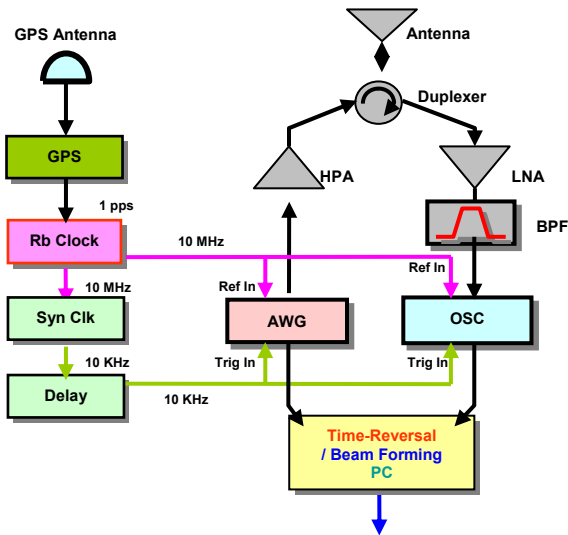 GPS Antenna
Antenna
Duplexer
GPS
HPA
LNA
1 pps
BPF
Rb Clock
10 MHz
Ref In
10 MHz
Ref In
Syn Clk
AWG
OSC
10 KHz
Trig In
Trig In
Delay
10 KHz
Time-Reversal
/ Beam Forming
PC